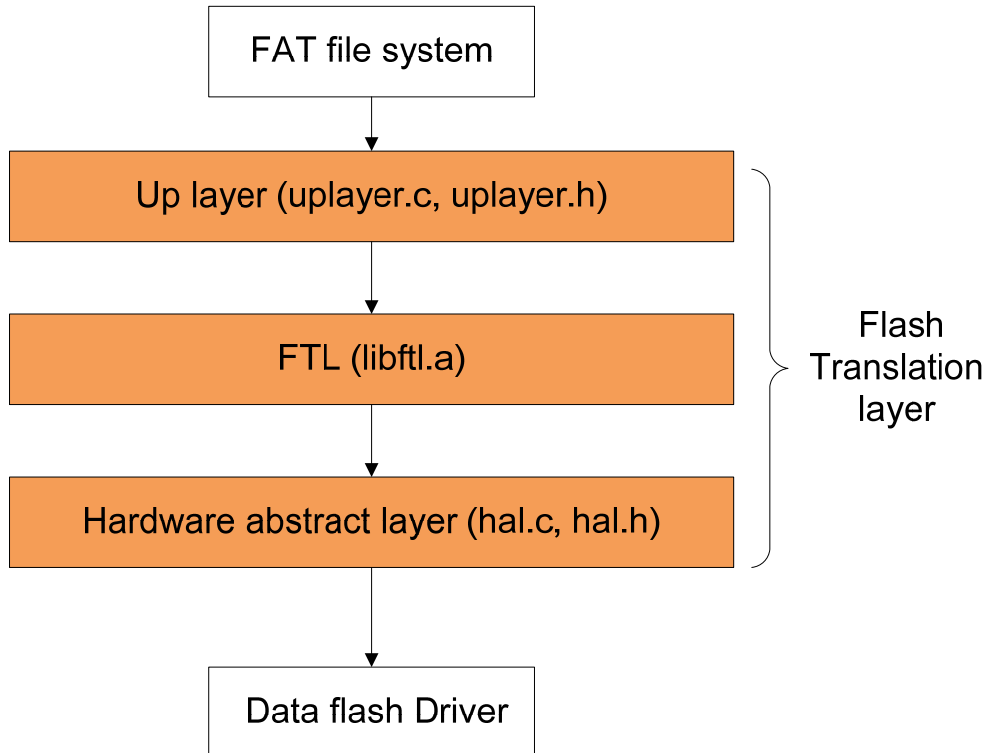 FAT file system
Up layer (uplayer.c, uplayer.h)
FTL (libftl.a)
Hardware abstract layer (hal.c, hal.h)
Flash
Translation
layer
Data flash Driver